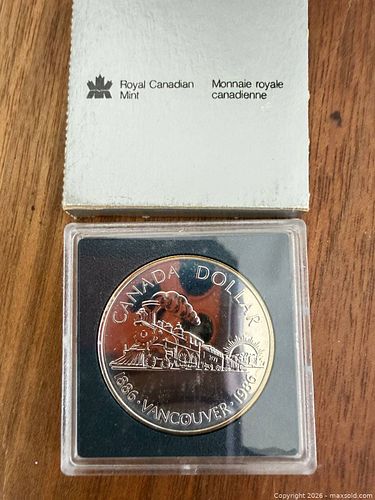 Royal Canadian Mint
Monnaie royale canadienne
CANADA DOLLAR
1886 · VANCOUVER · 1986
Copyright 2026 - maxsold.com